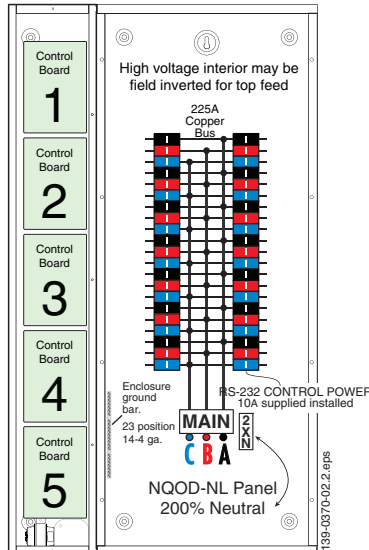 Control
Board
1
Control
Board
2
Control
Board
3
Control
Board
4
Control
Board
5
High voltage interior may be
field inverted for top feed
225A
Copper
Bus
Enclosure
ground
bar.
23 position
14-4 ga.
RS-232 CONTROL POWER
10A supplied installed
MAIN
2XN
C B A
NQOD-NL Panel
200% Neutral
139-0370-02.2.eps